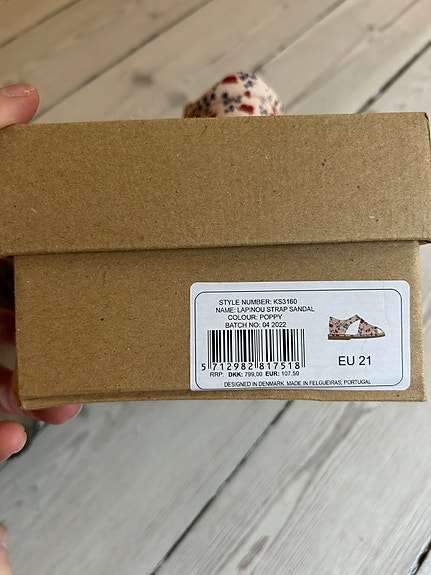 STYLE NUMBER: KS3160
NAME: LAPINOU STRAP SANDAL
COLOUR: POPPY
BATCH NO: 04 2022
5 712982 817518
EU 21
RRP: DKK: 799,00 EUR: 107,50
DESIGNED IN DENMARK. MADE IN FELGUEIRAS, PORTUGAL